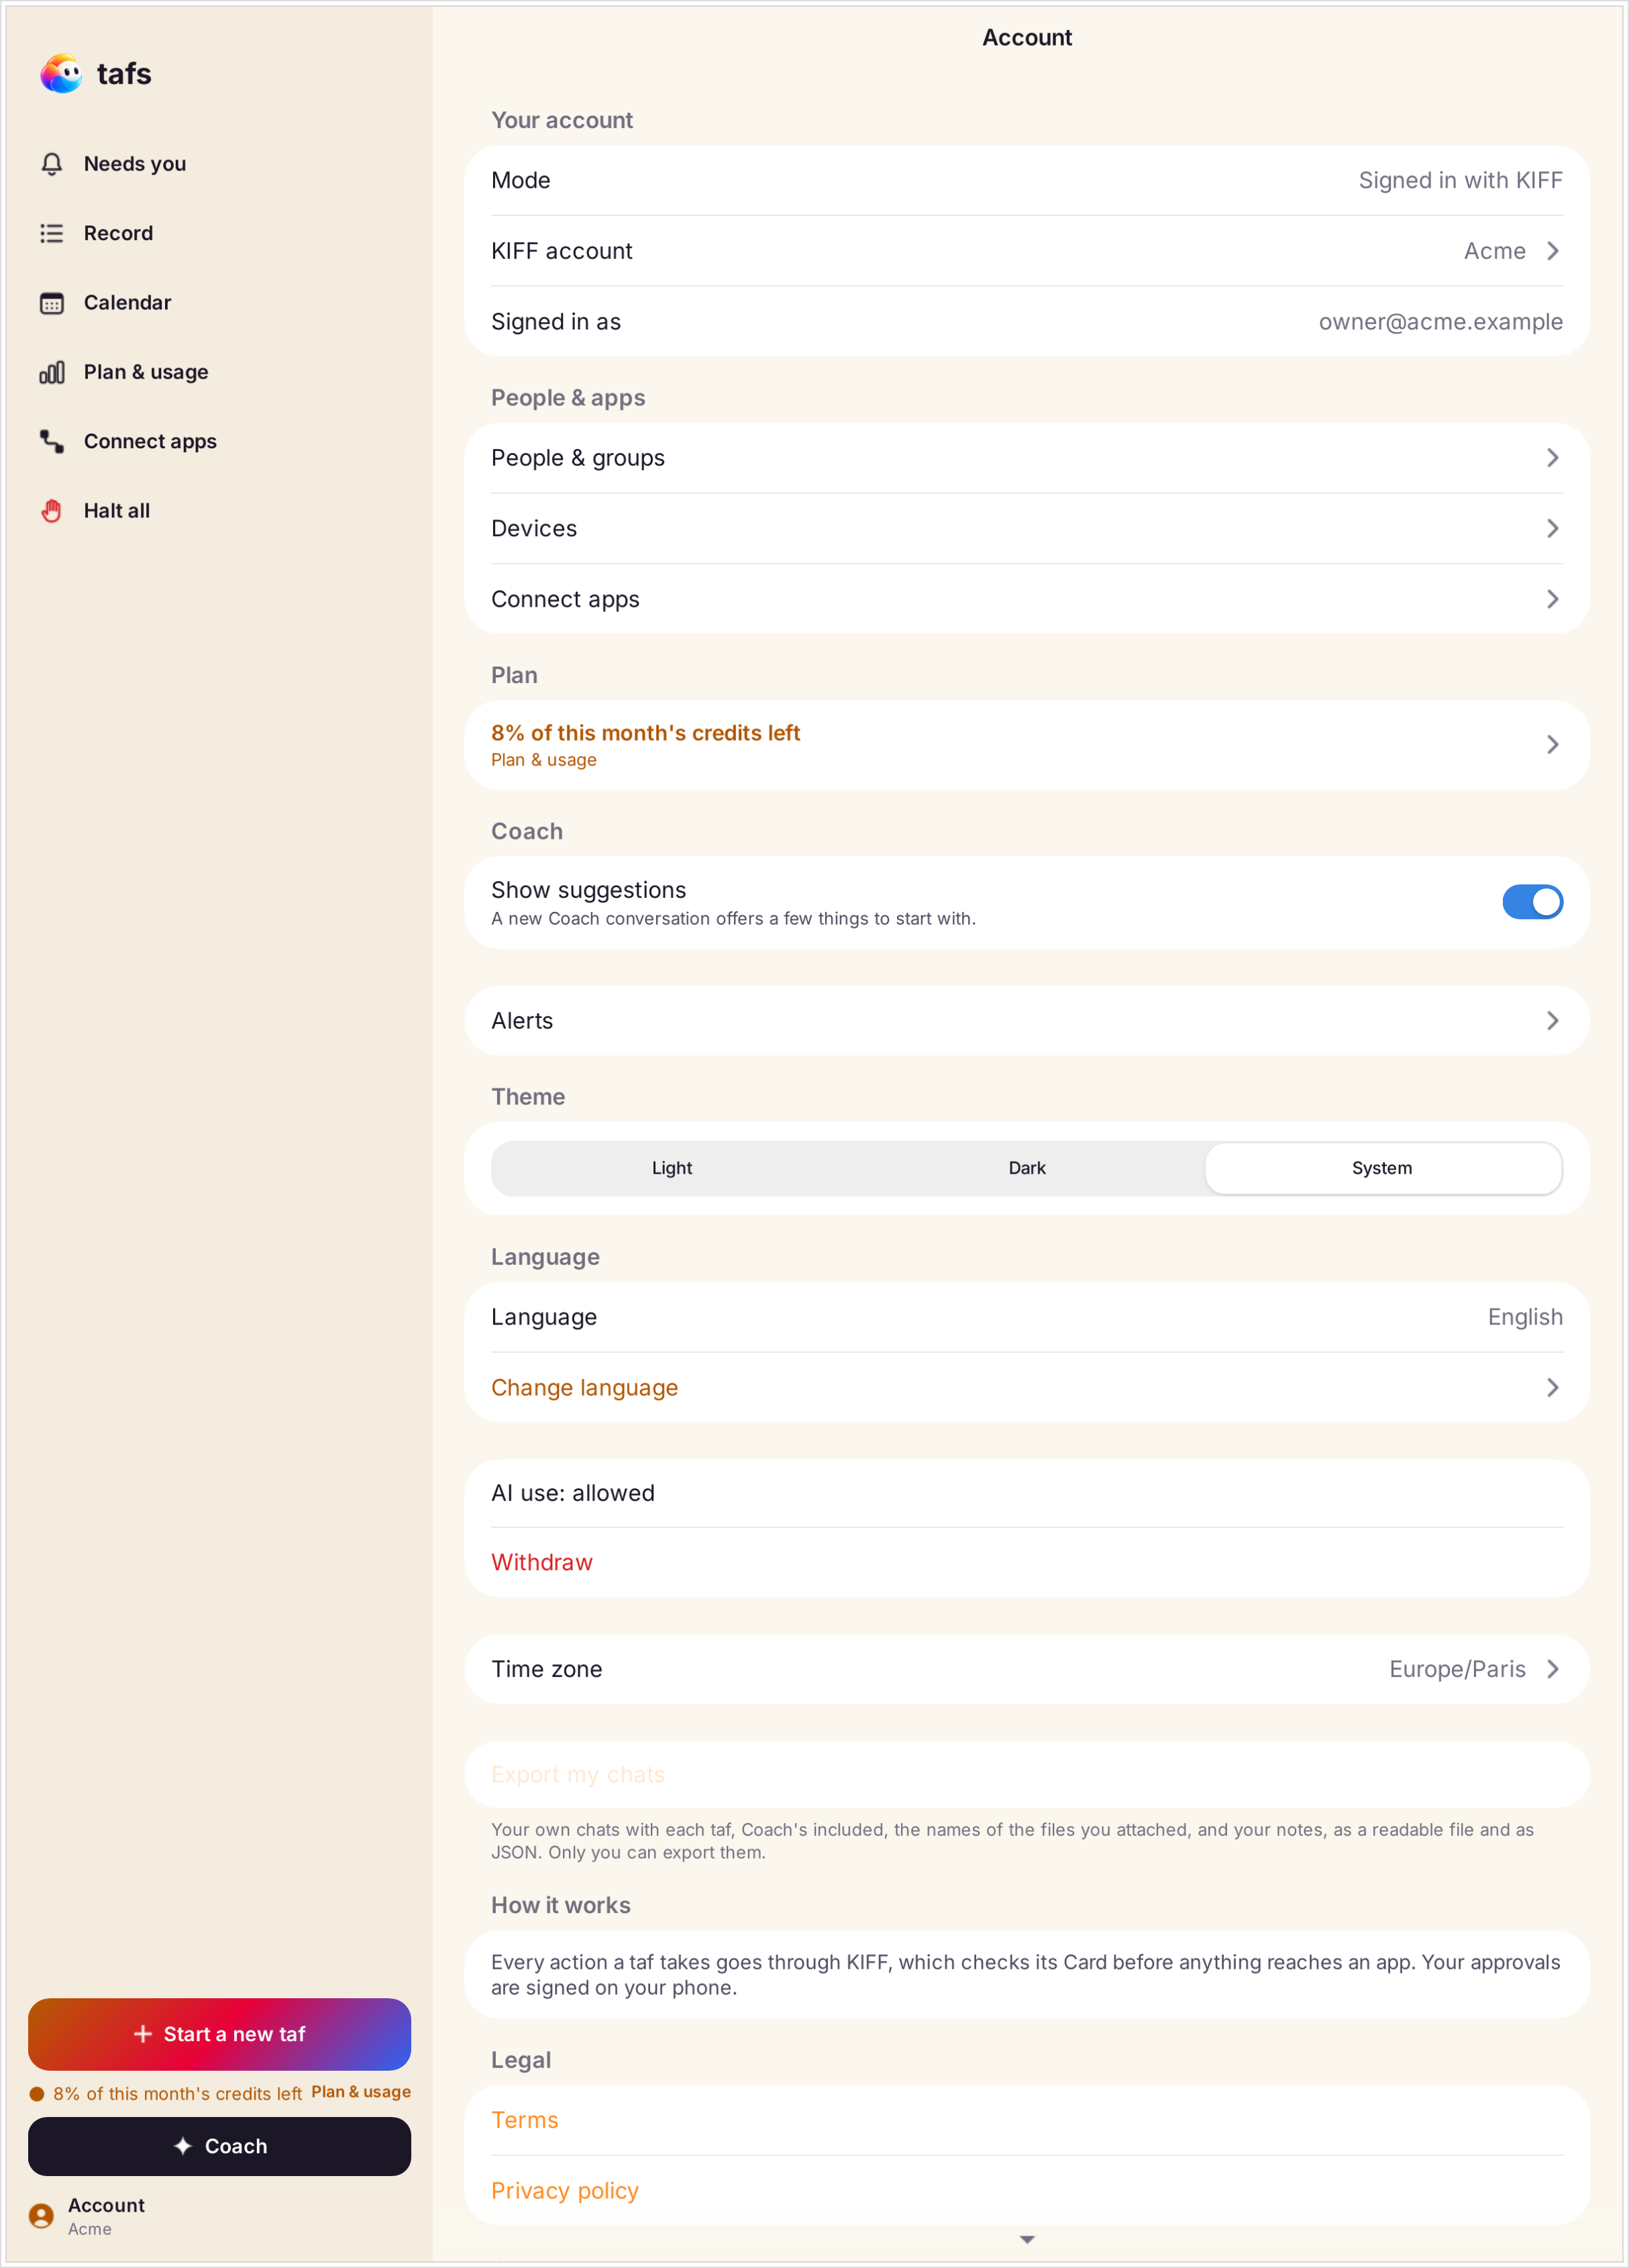 tafs
Needs you
Record
Calendar
Plan & usage
Connect apps
Halt all
Start a new taf
8% of this month's credits left Plan & usage
Coach
Account
Acme
Account
Your account
Mode Signed in with KIFF
KIFF account Acme
Signed in as owner@acme.example
People & apps
People & groups
Devices
Connect apps
Plan
8% of this month's credits left
Plan & usage
Coach
Show suggestions
A new Coach conversation offers a few things to start with.
Alerts
Theme
Light Dark System
Language
Language English
Change language
AI use: allowed
Withdraw
Time zone Europe/Paris
Export my chats
Your own chats with each taf, Coach's included, the names of the files you attached, and your notes, as a readable file and as
JSON. Only you can export them.
How it works
Every action a taf takes goes through KIFF, which checks its Card before anything reaches an app. Your approvals
are signed on your phone.
Legal
Terms
Privacy policy